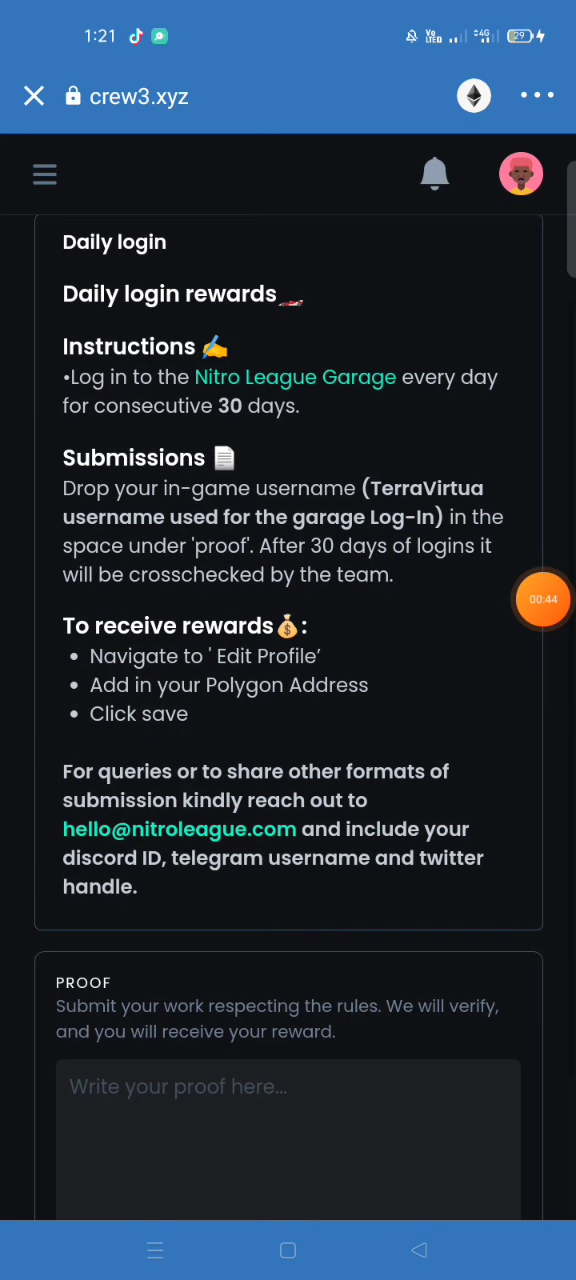 1:21
Vo
LTED
4G
29
crew3.xyz
Daily login
Daily login rewards🏎️
Instructions ✍️
•Log in to the Nitro League Garage every day
for consecutive 30 days.
Submissions 📄
Drop your in-game username (TerraVirtua
username used for the garage Log-In) in the
space under 'proof'. After 30 days of logins it
will be crosschecked by the team.
00:44
To receive rewards💰:
• Navigate to ' Edit Profile’
• Add in your Polygon Address
• Click save
For queries or to share other formats of
submission kindly reach out to
hello@nitroleague.com and include your
discord ID, telegram username and twitter
handle.
PROOF
Submit your work respecting the rules. We will verify,
and you will receive your reward.
Write your proof here...